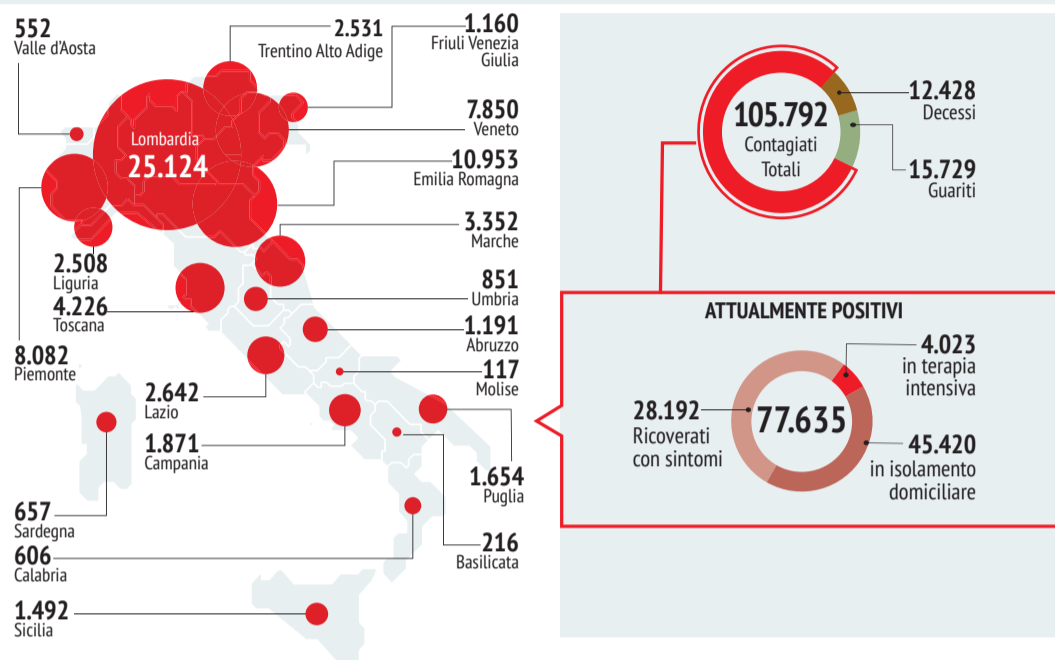 552
Valle d'Aosta
2.531
Trentino Alto Adige
1.160
Friuli Venezia
Giulia
7.850
Veneto
Lombardia
25.124
10.953
Emilia Romagna
3.352
Marche
2.508
Liguria
851
Umbria
4.226
Toscana
1.191
Abruzzo
8.082
Piemonte
117
Molise
2.642
Lazio
1.871
Campania
1.654
Puglia
657
Sardegna
216
Basilicata
606
Calabria
1.492
Sicilia
105.792
Contagiati
Totali
12.428
Decessi
15.729
Guariti
ATTUALMENTE POSITIVI
4.023
in terapia
intensiva
28.192
Ricoverati
con sintomi
77.635
45.420
in isolamento
domiciliare